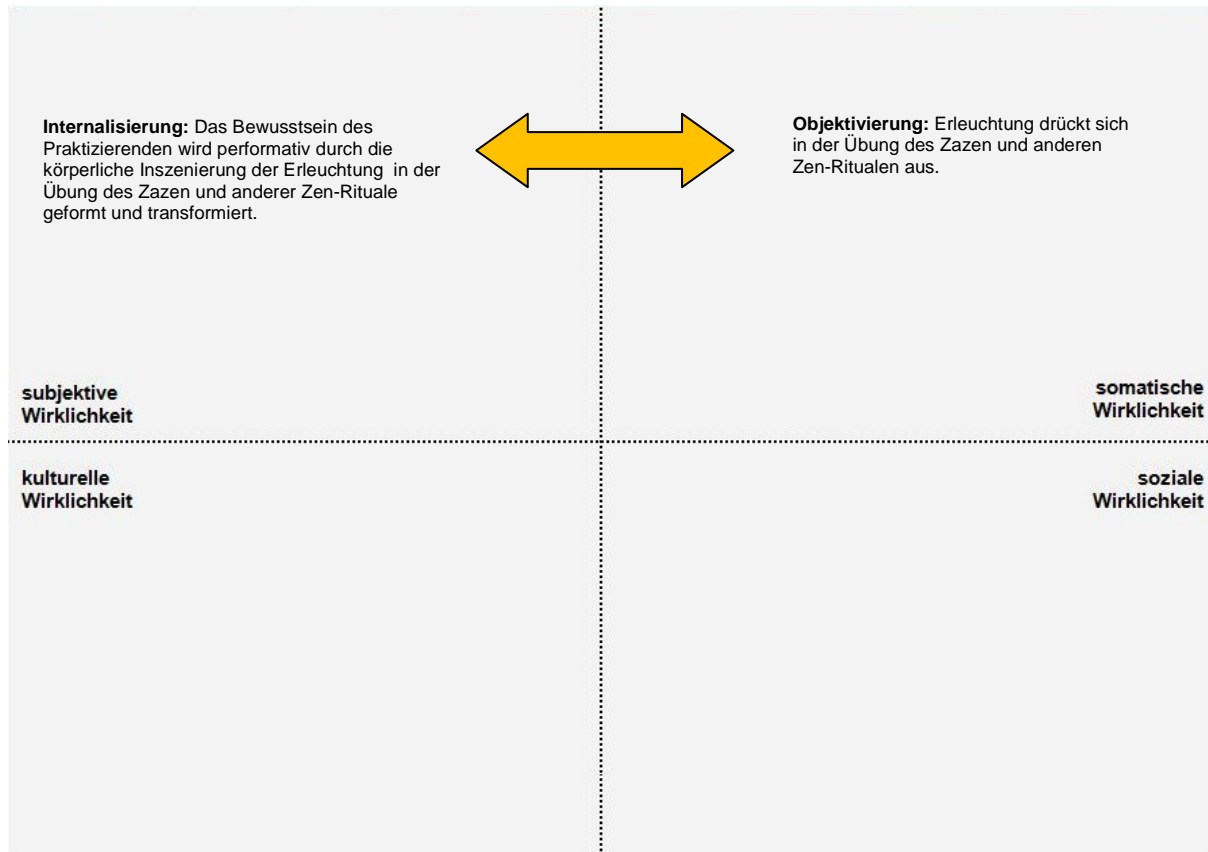 Internalisierung: Das Bewusstsein des
Praktizierenden wird performativ durch die
körperliche Inszenierung der Erleuchtung in der
Übung des Zazen und anderer Zen-Rituale
geformt und transformiert.
Objektivierung: Erleuchtung drückt sich
in der Übung des Zazen und anderen
Zen-Ritualen aus.
subjektive
Wirklichkeit
somatische
Wirklichkeit
kulturelle
Wirklichkeit
soziale
Wirklichkeit